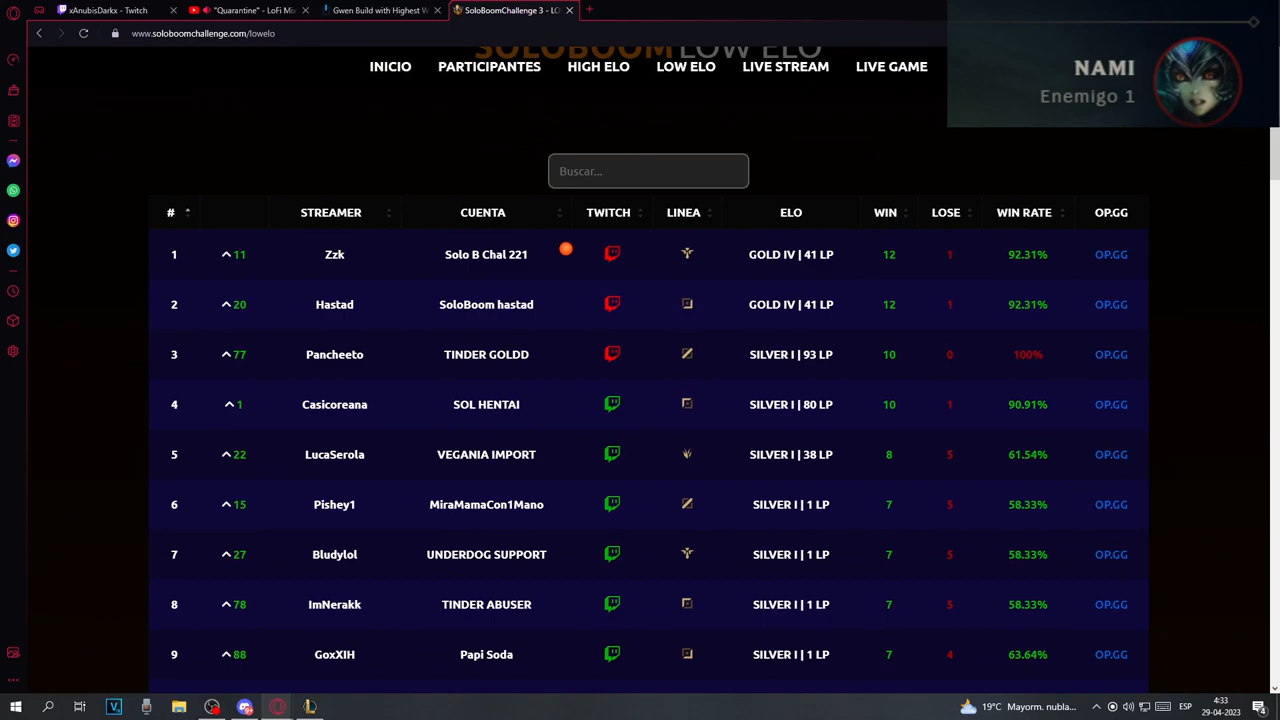 xAnubisDarkx - Twitch
"Quarantine" - LoFi Mix
Gwen Build with Highest W
SoloBoomChallenge 3 - LO
www.soloboomchallenge.com/lowelo
SOLOBOOM LOW ELO
INICIO PARTICIPANTES HIGH ELO LOW ELO LIVE STREAM LIVE GAME
NAMI
Enemigo 1
Buscar...
# STREAMER CUENTA TWITCH LINEA ELO WIN LOSE WIN RATE OP.GG
1 11 Zzk Solo B Chal 221 GOLD IV | 41 LP 12 1 92.31% OP.GG
2 20 Hastad SoloBoom hastad GOLD IV | 41 LP 12 1 92.31% OP.GG
3 77 Pancheeto TINDER GOLDD SILVER I | 93 LP 10 0 100% OP.GG
4 1 Casicoreana SOL HENTAI SILVER I | 80 LP 10 1 90.91% OP.GG
5 22 LucaSerola VEGANIA IMPORT SILVER I | 38 LP 8 5 61.54% OP.GG
6 15 Pishey1 MiraMamaCon1Mano SILVER I | 1 LP 7 5 58.33% OP.GG
7 27 Bludylol UNDERDOG SUPPORT SILVER I | 1 LP 7 5 58.33% OP.GG
8 78 ImNerakk TINDER ABUSER SILVER I | 1 LP 7 5 58.33% OP.GG
9 88 GoxXIH Papi Soda SILVER I | 1 LP 7 4 63.64% OP.GG
19°C Mayorm. nubla... ESP 4:33
29-04-2023 4